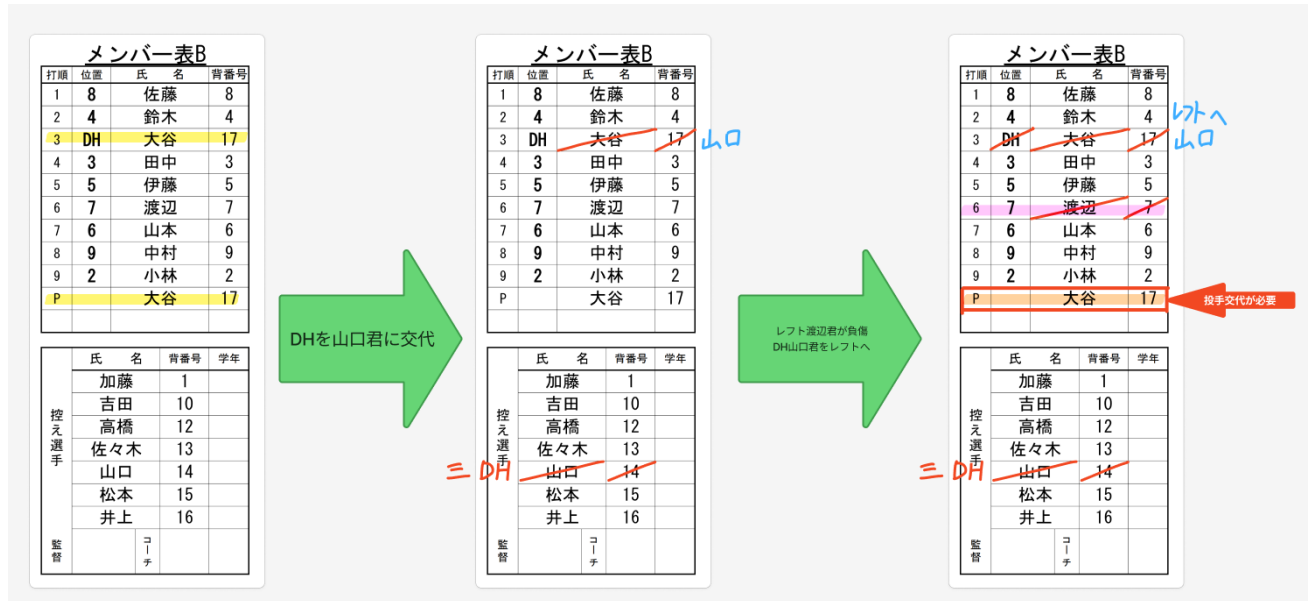 メンバー表B
打順 位置 氏 名 背番号
1 8 佐藤 8
2 4 鈴木 4
3 DH 大谷 17
4 3 田中 3
5 5 伊藤 5
6 7 渡辺 7
7 6 山本 6
8 9 中村 9
9 2 小林 2
P 大谷 17
氏 名 背番号 学年
控え選手
加藤 1
吉田 10
高橋 12
佐々木 13
山口 14
松本 15
井上 16
監督 コーチ
DHを山口君に交代
メンバー表B
打順 位置 氏 名 背番号
1 8 佐藤 8
2 4 鈴木 4
3 DH 大谷 17 山口
4 3 田中 3
5 5 伊藤 5
6 7 渡辺 7
7 6 山本 6
8 9 中村 9
9 2 小林 2
P 大谷 17
氏 名 背番号 学年
控え選手
加藤 1
吉田 10
高橋 12
佐々木 13
三 DH 山口 14
松本 15
井上 16
監督 コーチ
レフト渡辺君が負傷
DH山口君をレフトへ
メンバー表B
打順 位置 氏 名 背番号
1 8 佐藤 8
2 4 鈴木 4 レフトへ
3 DH 大谷 17 山口
4 3 田中 3
5 5 伊藤 5
6 7 渡辺 7
7 6 山本 6
8 9 中村 9
9 2 小林 2
P 大谷 17 投手交代が必要
氏 名 背番号 学年
控え選手
加藤 1
吉田 10
高橋 12
佐々木 13
三 DH 山口 14
松本 15
井上 16
監督 コーチ